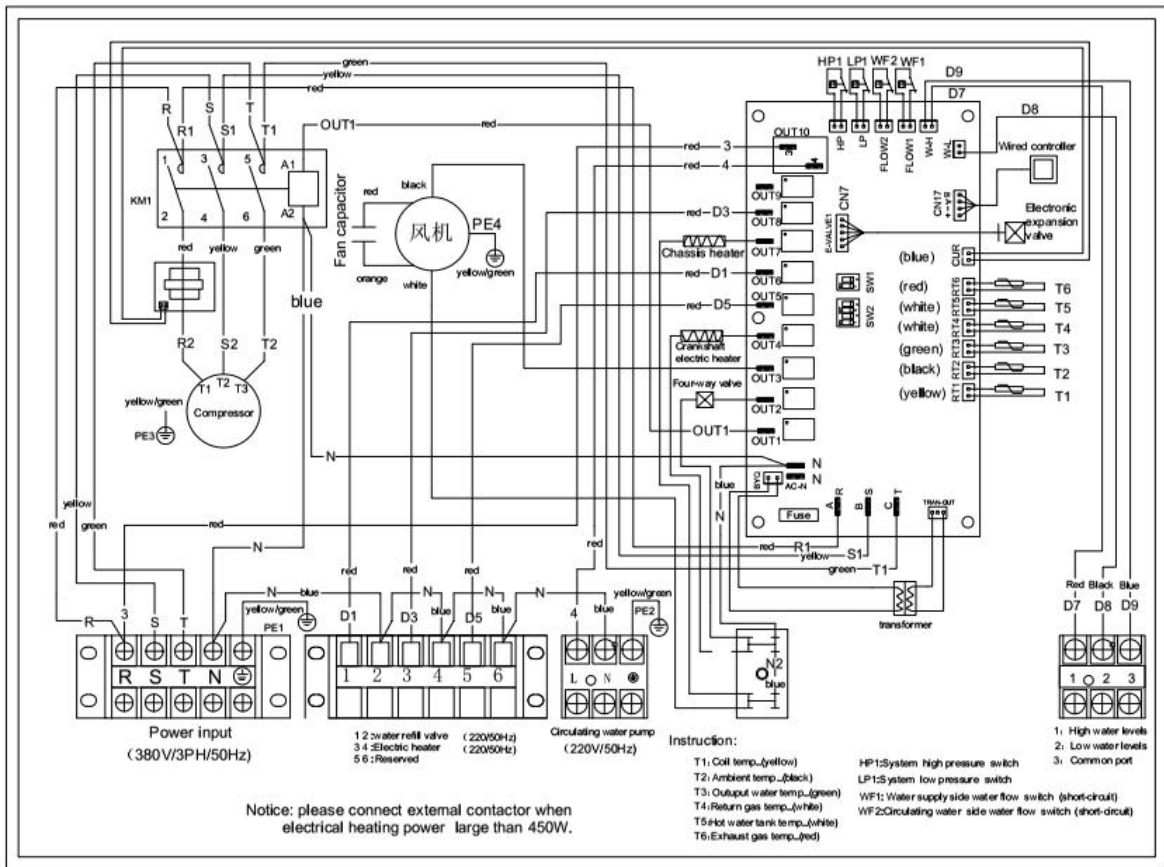 HP1 LP1 WF2 WF1
D9
D7
D8
green
yellow
red
R
S
T
R1
S1
T1
OUT1
red
1
3
5
A1
KM1
A2
2
4
6
red
yellow
green
blue
R2
S2
T2
T1
T2
T3
Compressor
yellow/green
PE3
Fan capacitor
red
black
orange
white
风机
PE4
yellow/green
OUT10
3
4
red
3
red
4
HP
LP
FLOW2
FLOW1
W-H
W-L
Wired controller
CN17
B A - +
Electronic
expansion
valve
CN7
E-VALVE1
OUT9
red D3
OUT8
Chassis heater
OUT7
red D1
OUT6
red D5
OUT5
Crankshaft
electric heater
OUT4
OUT3
Four-way valve
OUT2
OUT1
OUT1
SW1
SW2
(blue)
CUR
(red)
RT6
T6
(white)
RT5
T5
(white)
RT4
T4
(green)
RT3
T3
(black)
RT2
T2
(yellow)
RT1
T1
N
N
N
AC-N
BYQ
blue
N
Fuse
A
R
B
S
C
T
TRAN-OUT
red R1
yellow S1
green T1
transformer
yellow
red
green
red
N
R
3
S
T
N
blue
yellow/green
PE1
R S T N
Power input
(380V/3PH/50Hz)
red
red
red
D1
D3
D5
N
blue
N
blue
N
blue
1 2 3 4 5 6
1 2:water refill valve (220/50Hz)
3 4:Electric heater (220/50Hz)
5 6:Reserved
red
4
yellow/green
PE2
L N
Circulating water pump
(220V/50Hz)
N2
blue
Red Black Blue
D7 D8 D9
1 2 3
1: High water levels
2: Low water levels
3: Common port
Instruction:
T1: Coil temp_(yellow)
T2: Ambient temp_(black)
T3: Outuput water temp_(green)
T4:Return gas temp_(white)
T5:Hot water tank temp_(white)
T6:Exhaust gas temp_(red)
HP1:System high pressure switch
LP1:System low pressure switch
WF1: Water supply side water flow switch (short-circuit)
WF2:Circulating water side water flow switch (short-circuit)
Notice: please connect external contactor when
electrical heating power large than 450W.